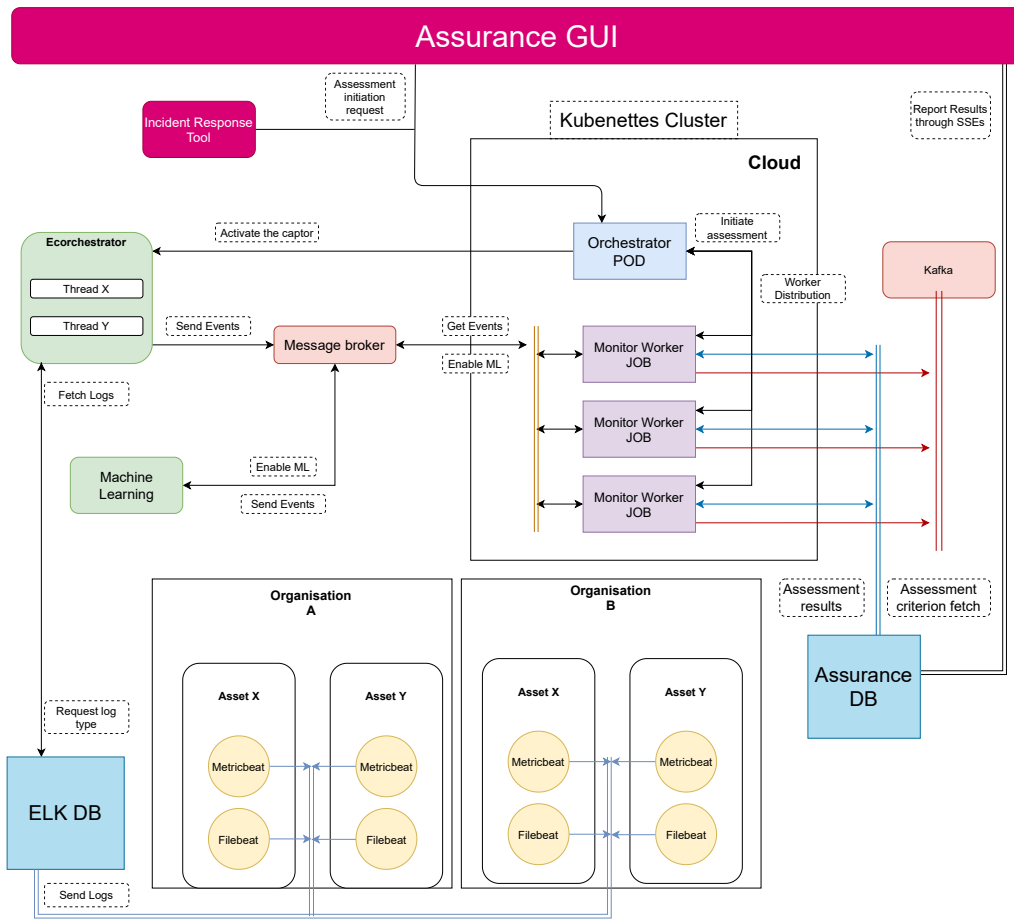 Assurance GUI
Assessment
initiation
request
Report Results
through SSEs
Incident Response
Tool
Kubenettes Cluster
Cloud
Ecorchestrator
Thread X
Thread Y
Activate the captor
Orchestrator
POD
Initiate
assessment
Worker
Distribution
Kafka
Send Events
Message broker
Get Events
Enable ML
Monitor Worker
JOB
Monitor Worker
JOB
Monitor Worker
JOB
Fetch Logs
Machine
Learning
Enable ML
Send Events
Organisation
A
Asset X
Asset Y
Metricbeat
Metricbeat
Filebeat
Filebeat
Organisation
B
Asset X
Asset Y
Metricbeat
Metricbeat
Filebeat
Filebeat
Assessment
results
Assessment
criterion fetch
Assurance
DB
Request log
type
ELK DB
Send Logs